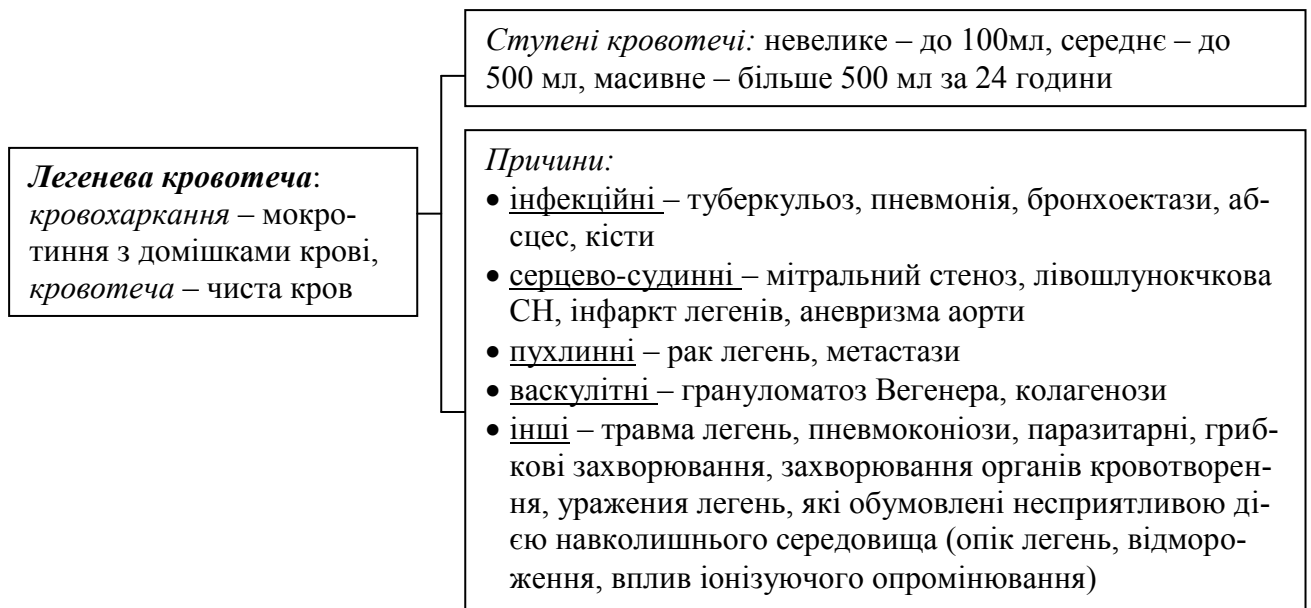 Легенева кровотеча:
кровохаркання – мокро-
тиння з домішками крові,
кровотеча – чиста кров
Ступені кровотечі: невелике – до 100мл, середнє – до
500 мл, масивне – більше 500 мл за 24 години
Причини:
• інфекційні – туберкульоз, пневмонія, бронхоектази, аб-
сцес, кісти
• серцево-судинні – мітральний стеноз, лівошлунокчкова
СН, інфаркт легенів, аневризма аорти
• пухлинні – рак легень, метастази
• васкулітні – грануломатоз Вегенера, колагенози
• інші – травма легень, пневмоконіози, паразитарні, гриб-
кові захворювання, захворювання органів кровотворен-
ня, уражения легень, які обумовлені несприятливою ді-
єю навколишнього середовища (опік легень, відморо-
ження, вплив іонізуючого опромінювання)